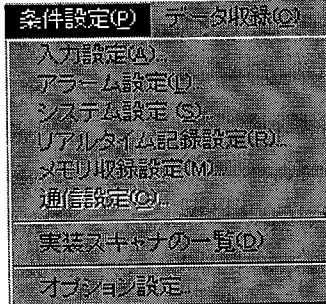 条件設定(P) データ収録(O)
入力設定(A)...
アラーム設定(L)...
システム設定 (S)...
リアルタイム記録設定(R)...
メモリ収録設定(M)...
通信設定(C)...
実装スキャナの一覧(D)
オプション設定...